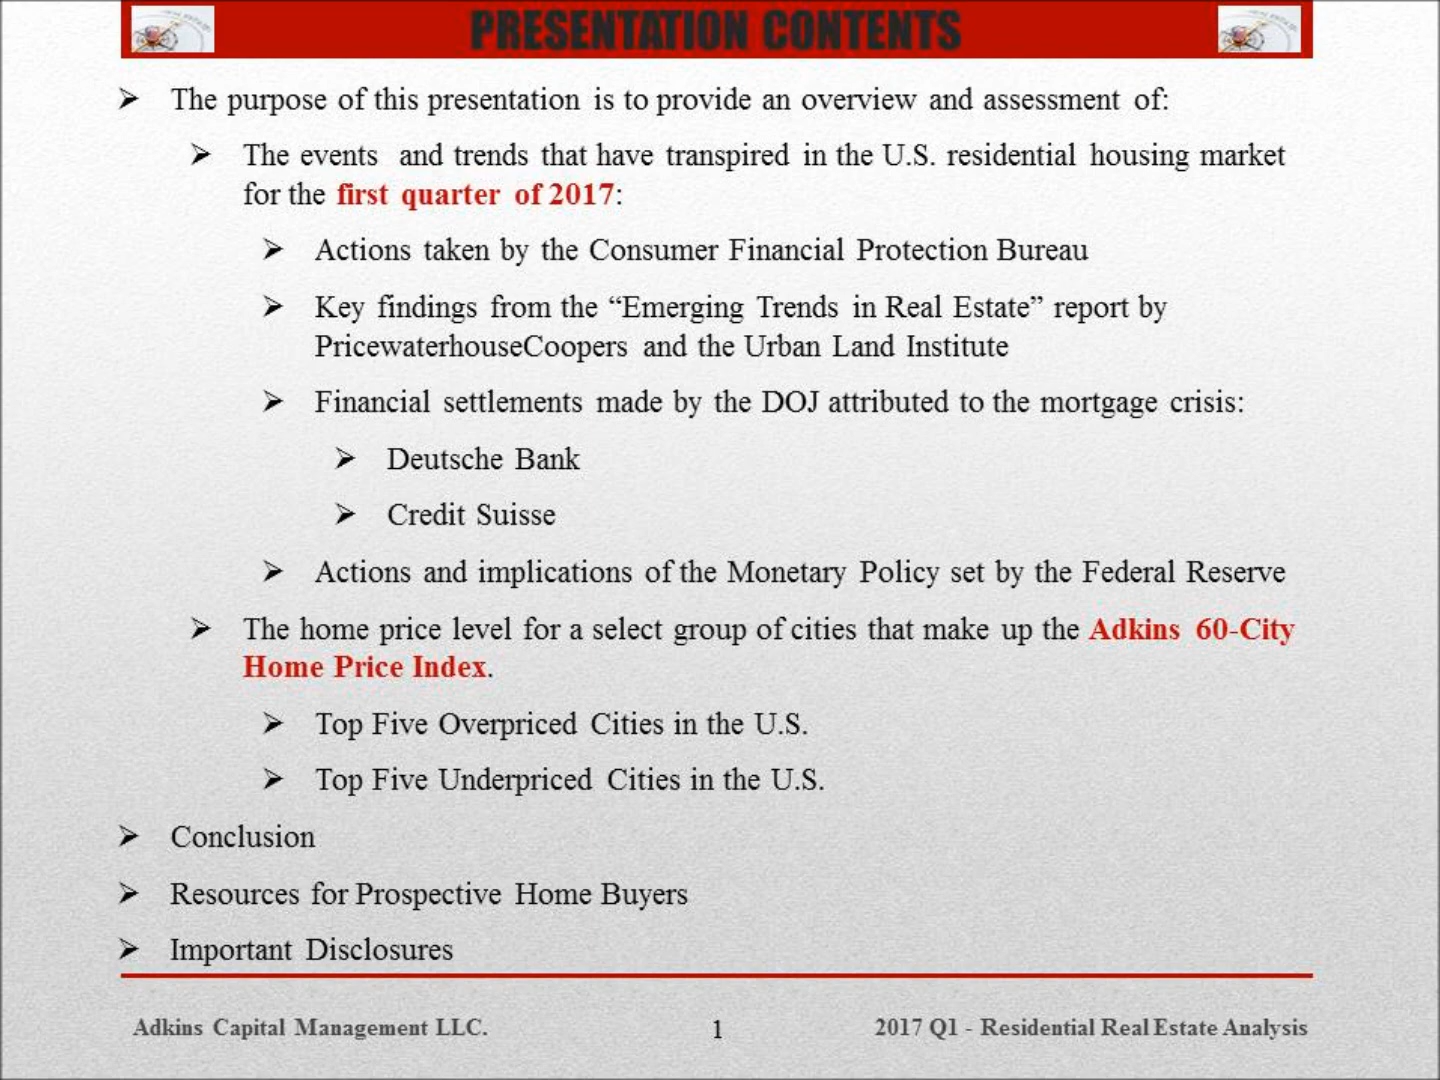 PRESENTATION CONTENTS
➢ The purpose of this presentation is to provide an overview and assessment of:
➢ The events and trends that have transpired in the U.S. residential housing market
for the first quarter of 2017:
➢ Actions taken by the Consumer Financial Protection Bureau
➢ Key findings from the “Emerging Trends in Real Estate” report by
PricewaterhouseCoopers and the Urban Land Institute
➢ Financial settlements made by the DOJ attributed to the mortgage crisis:
➢ Deutsche Bank
➢ Credit Suisse
➢ Actions and implications of the Monetary Policy set by the Federal Reserve
➢ The home price level for a select group of cities that make up the Adkins 60-City
Home Price Index.
➢ Top Five Overpriced Cities in the U.S.
➢ Top Five Underpriced Cities in the U.S.
➢ Conclusion
➢ Resources for Prospective Home Buyers
➢ Important Disclosures
Adkins Capital Management LLC.
1
2017 Q1 - Residential Real Estate Analysis